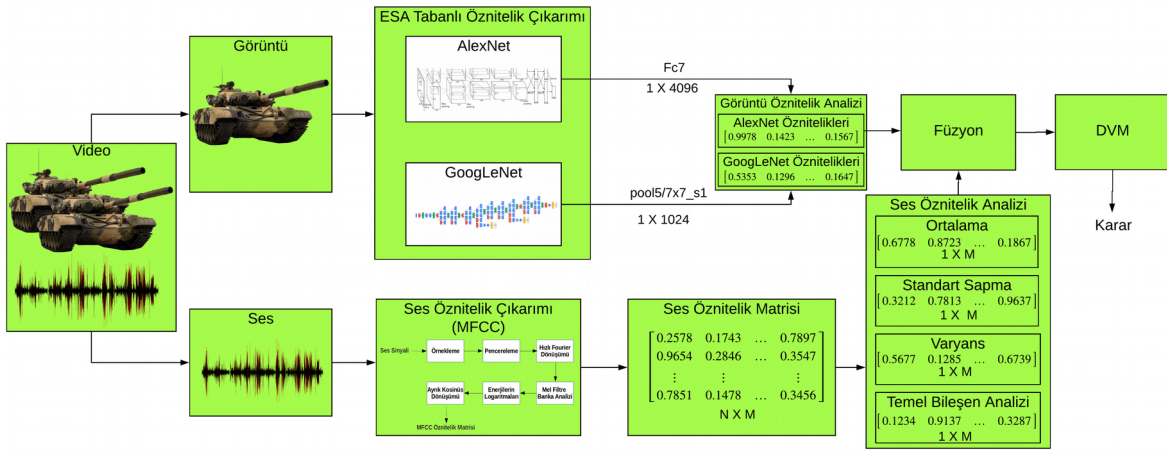 Video
Görüntü
ESA Tabanlı Öznitelik Çıkarımı
AlexNet
GoogLeNet
Fc7
1 X 4096
pool5/7x7_s1
1 X 1024
Görüntü Öznitelik Analizi
AlexNet Öznitelikleri
[0.9978 0.1423 … 0.1567]
GoogLeNet Öznitelikleri
[0.5353 0.1296 … 0.1647]
Füzyon
DVM
Karar
Ses
Ses Öznitelik Çıkarımı
(MFCC)
Ses Sinyali
Örnekleme
Pencereleme
Hızlı Fourier
Dönüşümü
Mel Filtre
Banka Analizi
Enerjilerin
Logaritmaları
Ayrık Kosinüs
Dönüşümü
MFCC Öznitelik Matrisi
Ses Öznitelik Matrisi
0.2578 0.1743 … 0.7897
0.9654 0.2846 … 0.3547
⋮ ⋮ ⋮
0.7851 0.1478 … 0.3456
N X M
Ses Öznitelik Analizi
Ortalama
[0.6778 0.8723 … 0.1867]
1 X M
Standart Sapma
[0.3212 0.7813 … 0.9637]
1 X M
Varyans
[0.5677 0.1285 … 0.6739]
1 X M
Temel Bileşen Analizi
[0.1234 0.9137 … 0.3287]
1 X M